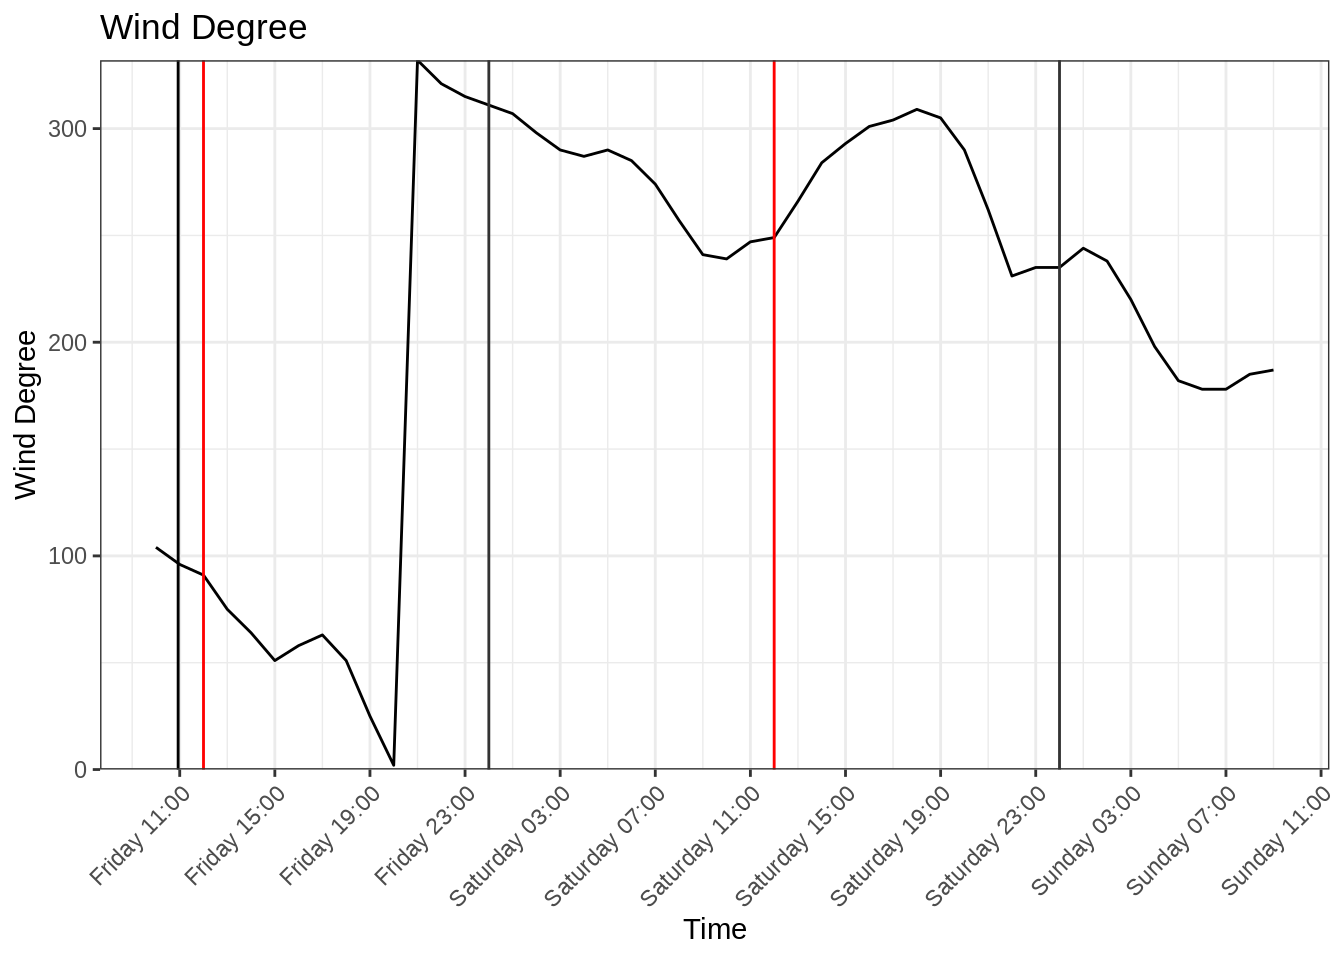 Wind Degree
Wind Degree
300
200
100
0
Friday 11:00
Friday 15:00
Friday 19:00
Friday 23:00
Saturday 03:00
Saturday 07:00
Saturday 11:00
Saturday 15:00
Saturday 19:00
Saturday 23:00
Sunday 03:00
Sunday 07:00
Sunday 11:00
Time